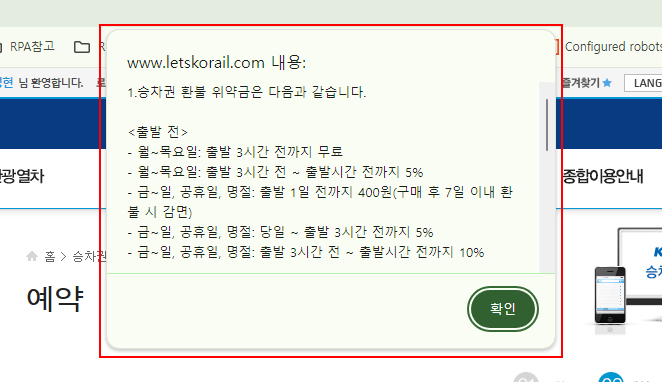 RPA참고
Configured robots
www.letskorail.com 내용:
님 환영합니다.
즐겨찾기
LANG
1.승차권 환불 위약금은 다음과 같습니다.
<출발 전>
- 월~목요일: 출발 3시간 전까지 무료
- 월~목요일: 출발 3시간 전 ~ 출발시간 전까지 5%
- 금~일, 공휴일, 명절: 출발 1일 전까지 400원(구매 후 7일 이내 환
불 시 감면)
- 금~일, 공휴일, 명절: 당일 ~ 출발 3시간 전까지 5%
- 금~일, 공휴일, 명절: 출발 3시간 전 ~ 출발시간 전까지 10%
관광열차
종합이용안내
홈 > 승차권
예약
확인